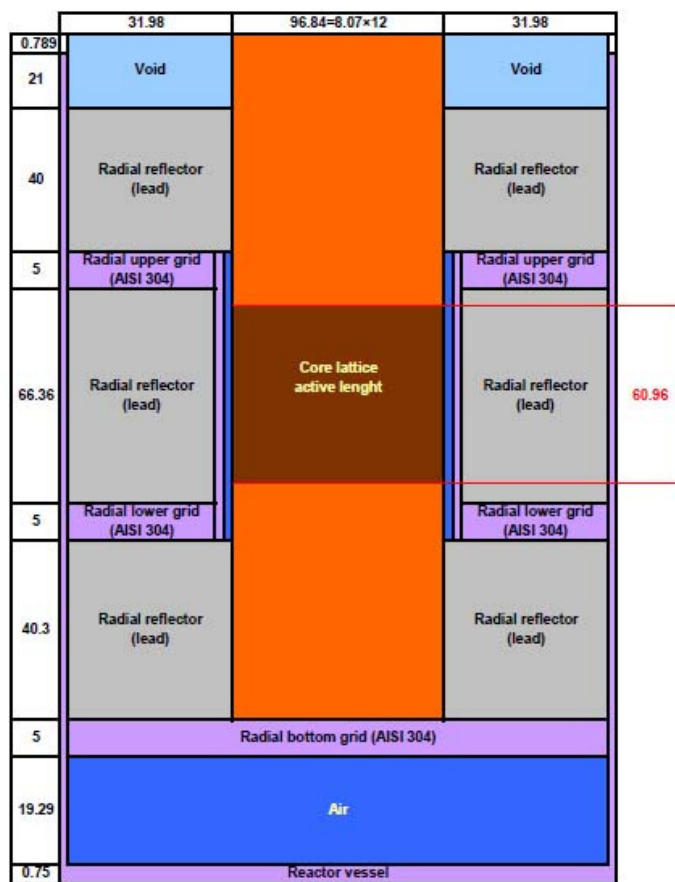 31.98 96.84=8.07×12 31.98
0.789
21
Void Void
40
Radial reflector Radial reflector
(lead) (lead)
5
Radial upper grid Radial upper grid
(AISI 304) (AISI 304)
Core lattice
active lenght
66.36
Radial reflector Radial reflector
(lead) (lead)
60.96
5
Radial lower grid Radial lower grid
(AISI 304) (AISI 304)
40.3
Radial reflector Radial reflector
(lead) (lead)
5
Radial bottom grid (AISI 304)
19.29
Air
0.75
Reactor vessel